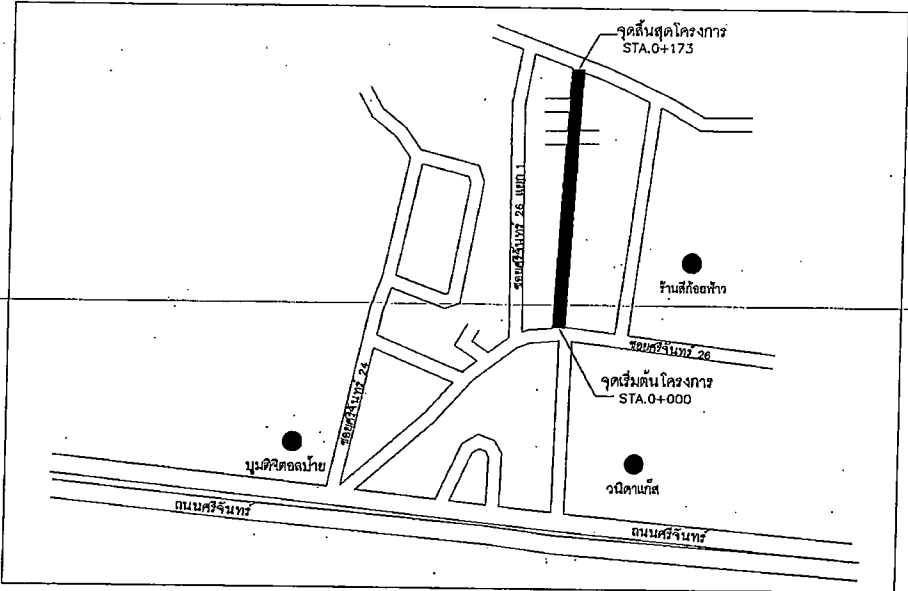 จุดสิ้นสุดโครงการ
STA.0+173
ซอยศรีจันทร์ 26 แยก 1
ร้านสีก้อยฟ้าว
ซอยศรีจันทร์ 26
จุดเริ่มต้นโครงการ
STA.0+000
ซอยศรีจันทร์ 24
บูมดิจิตอลป้าย
วนิดาแก๊ส
ถนนศรีจันทร์
ถนนศรีจันทร์